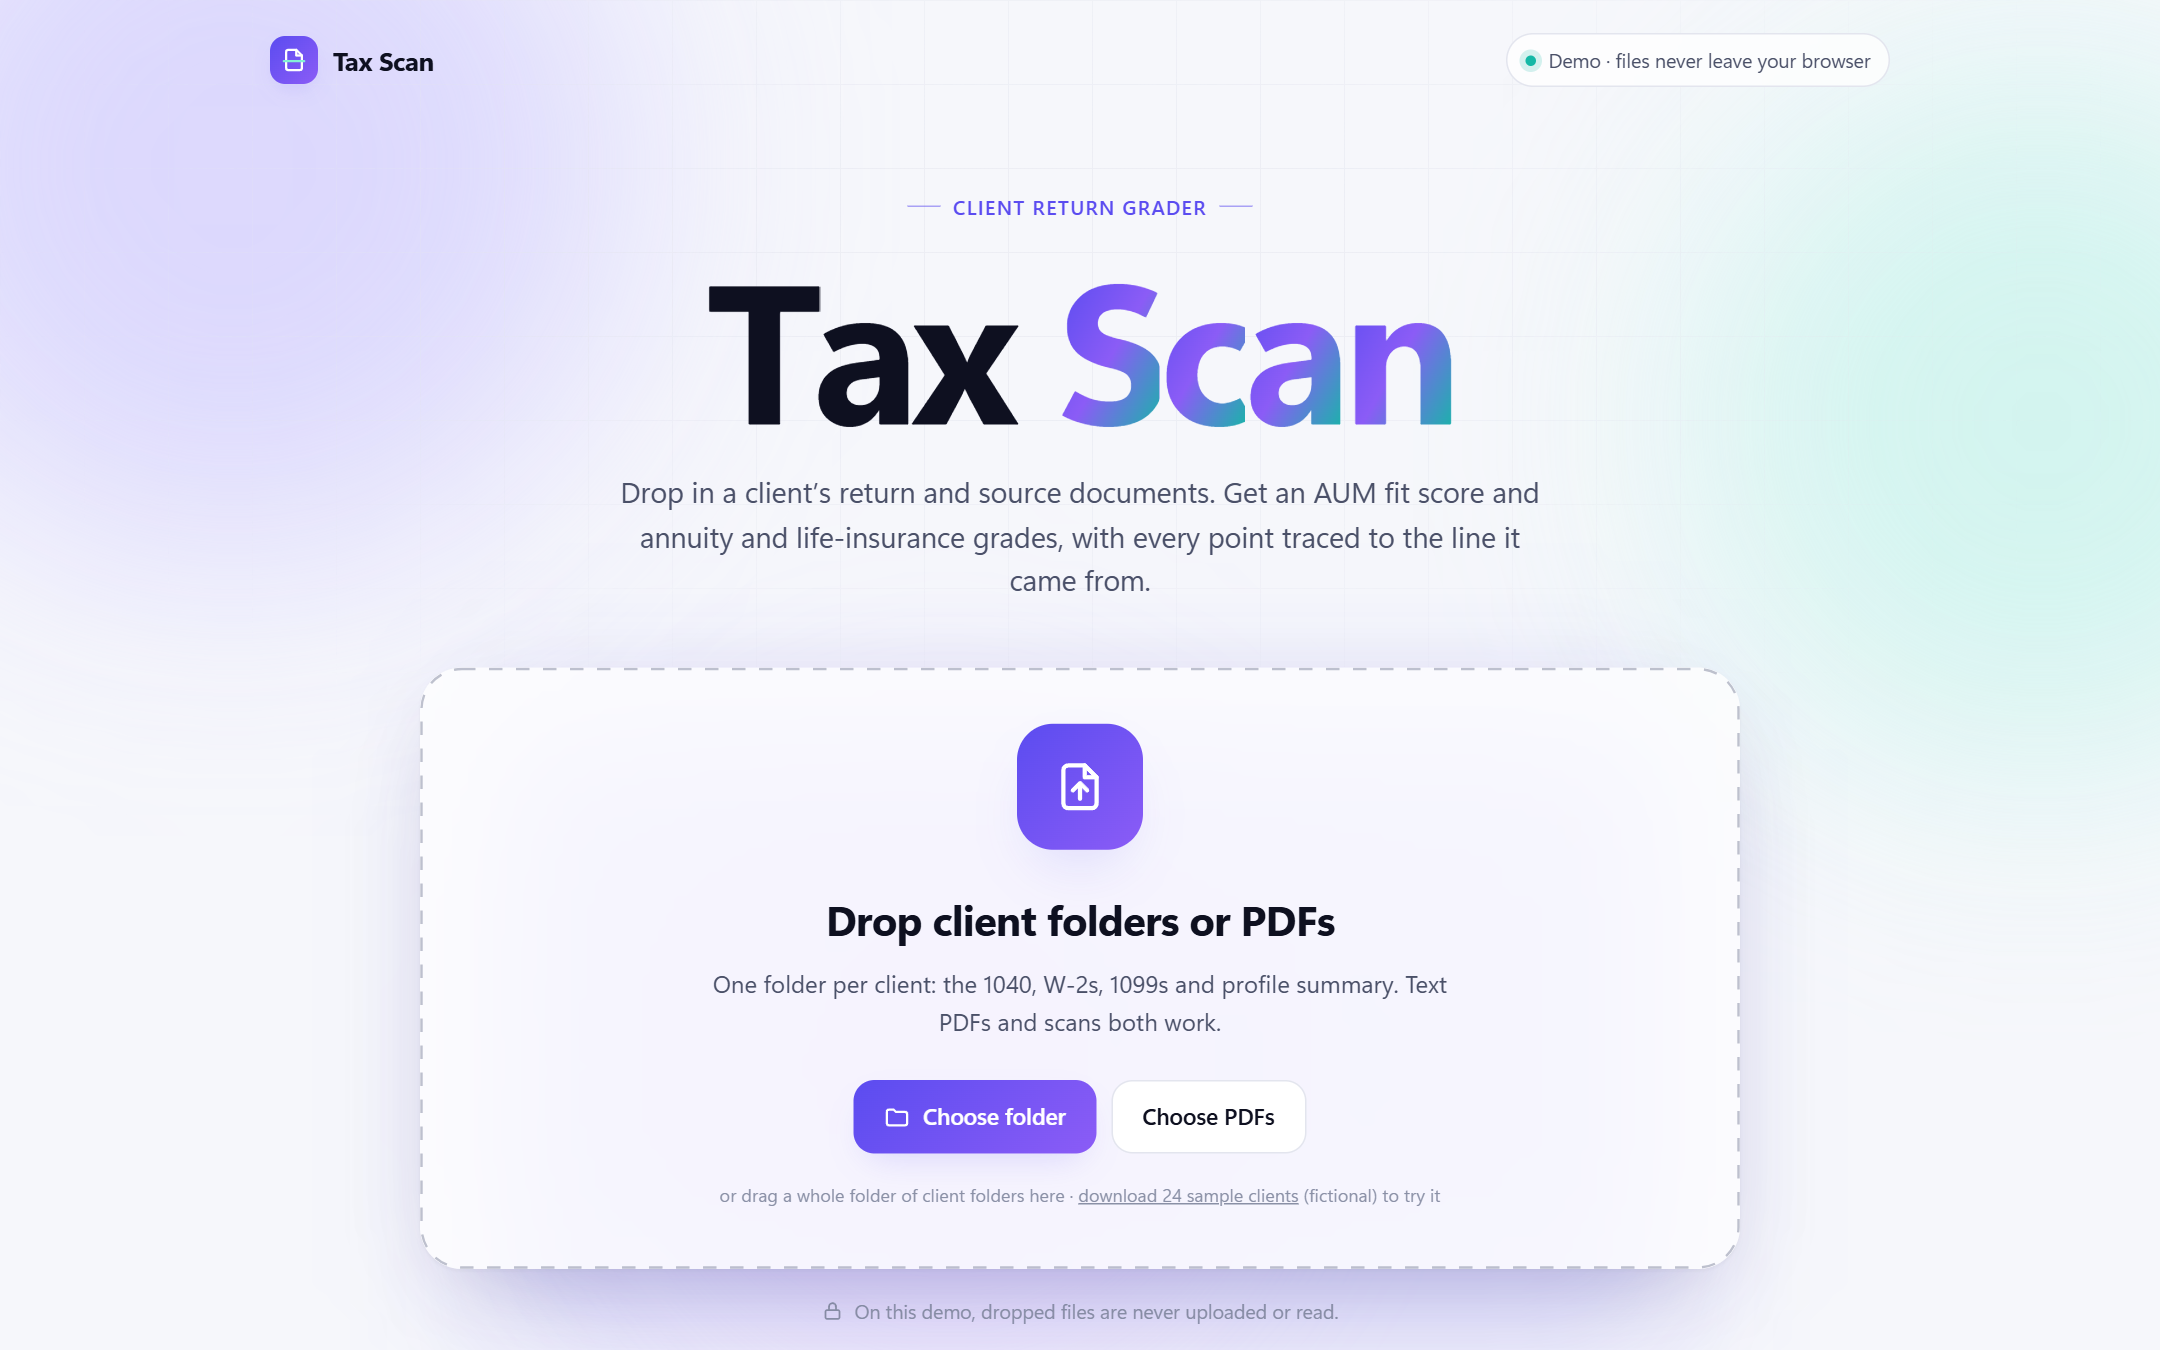 Tax Scan
Demo · files never leave your browser
CLIENT RETURN GRADER
Tax Scan
Drop in a client’s return and source documents. Get an AUM fit score and
annuity and life-insurance grades, with every point traced to the line it
came from.
Drop client folders or PDFs
One folder per client: the 1040, W-2s, 1099s and profile summary. Text
PDFs and scans both work.
Choose folder
Choose PDFs
or drag a whole folder of client folders here · download 24 sample clients (fictional) to try it
On this demo, dropped files are never uploaded or read.